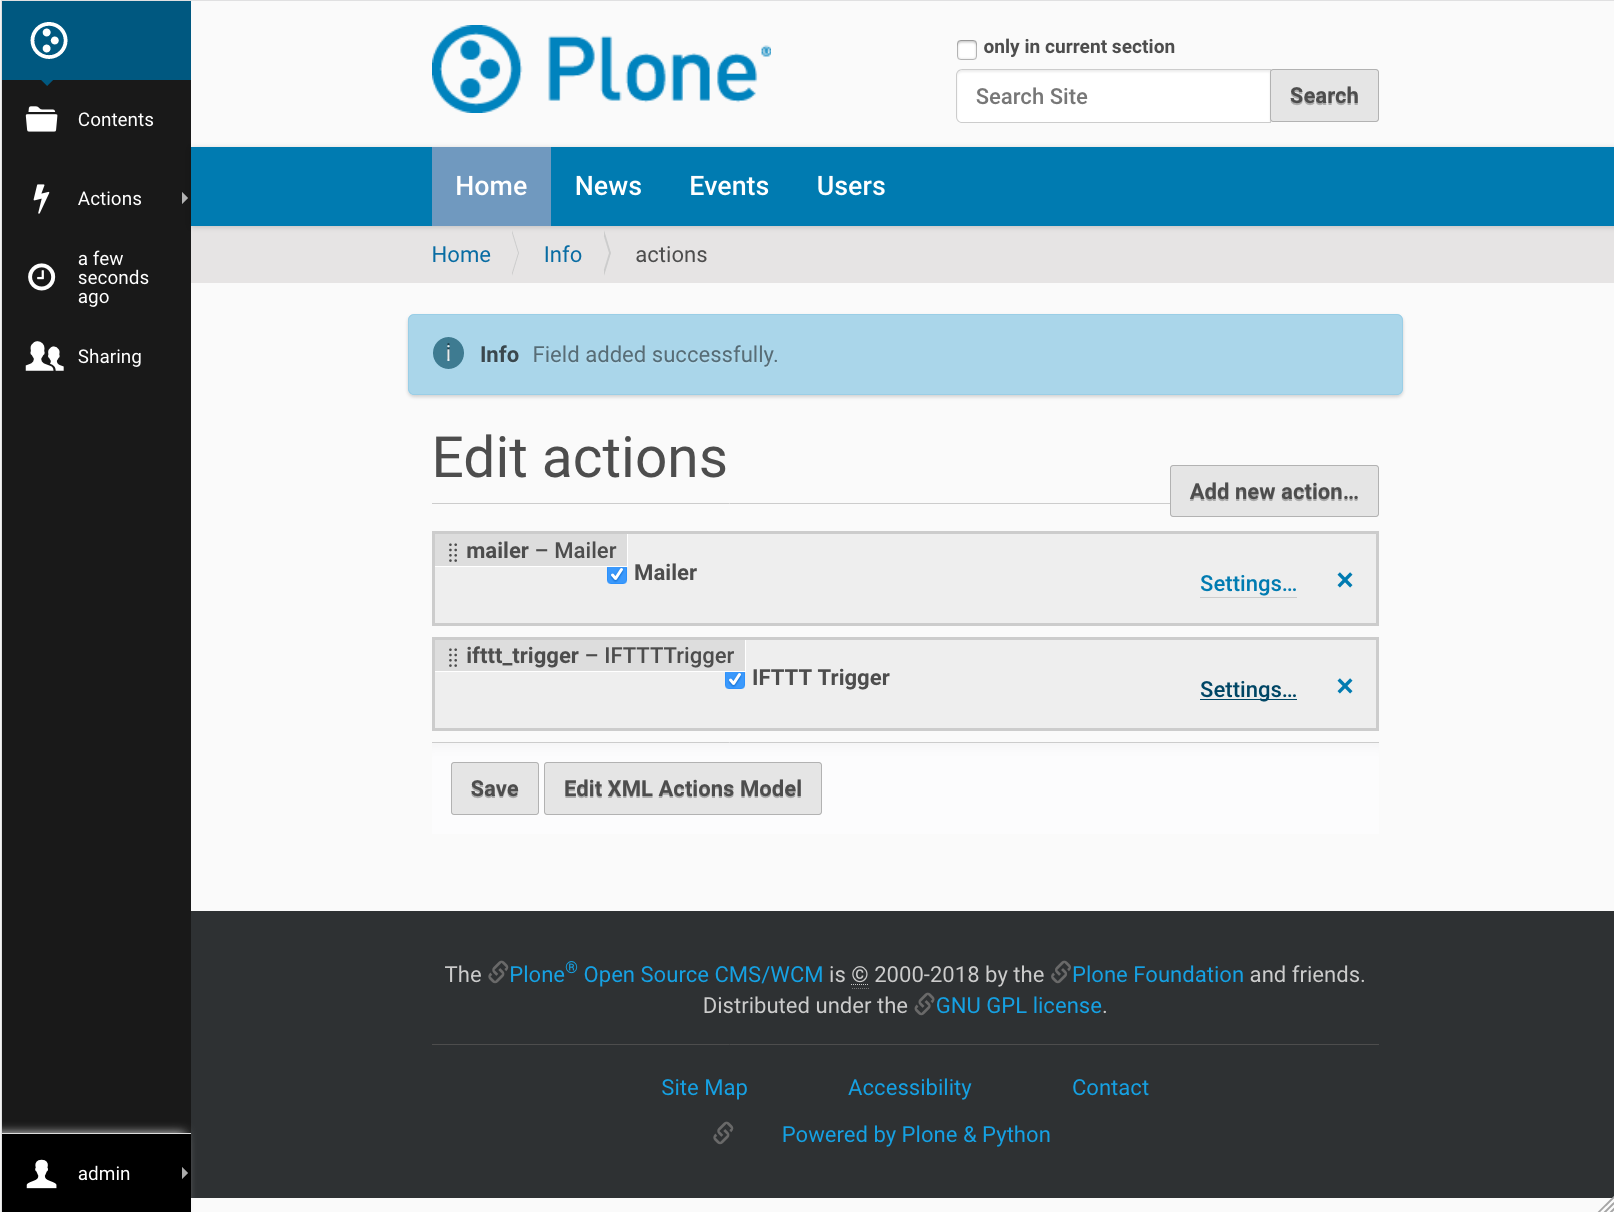 Contents
Actions
a few
seconds
ago
Sharing
admin
Plone®
only in current section
Search Site
Search
Home
News
Events
Users
Home
Info
actions
i
Info Field added successfully.
Edit actions
Add new action...
mailer – Mailer
Mailer
Settings...
ifttt_trigger – IFTTTTrigger
IFTTT Trigger
Settings...
Save
Edit XML Actions Model
The Plone® Open Source CMS/WCM is © 2000-2018 by the Plone Foundation and friends.
Distributed under the GNU GPL license.
Site Map
Accessibility
Contact
Powered by Plone & Python